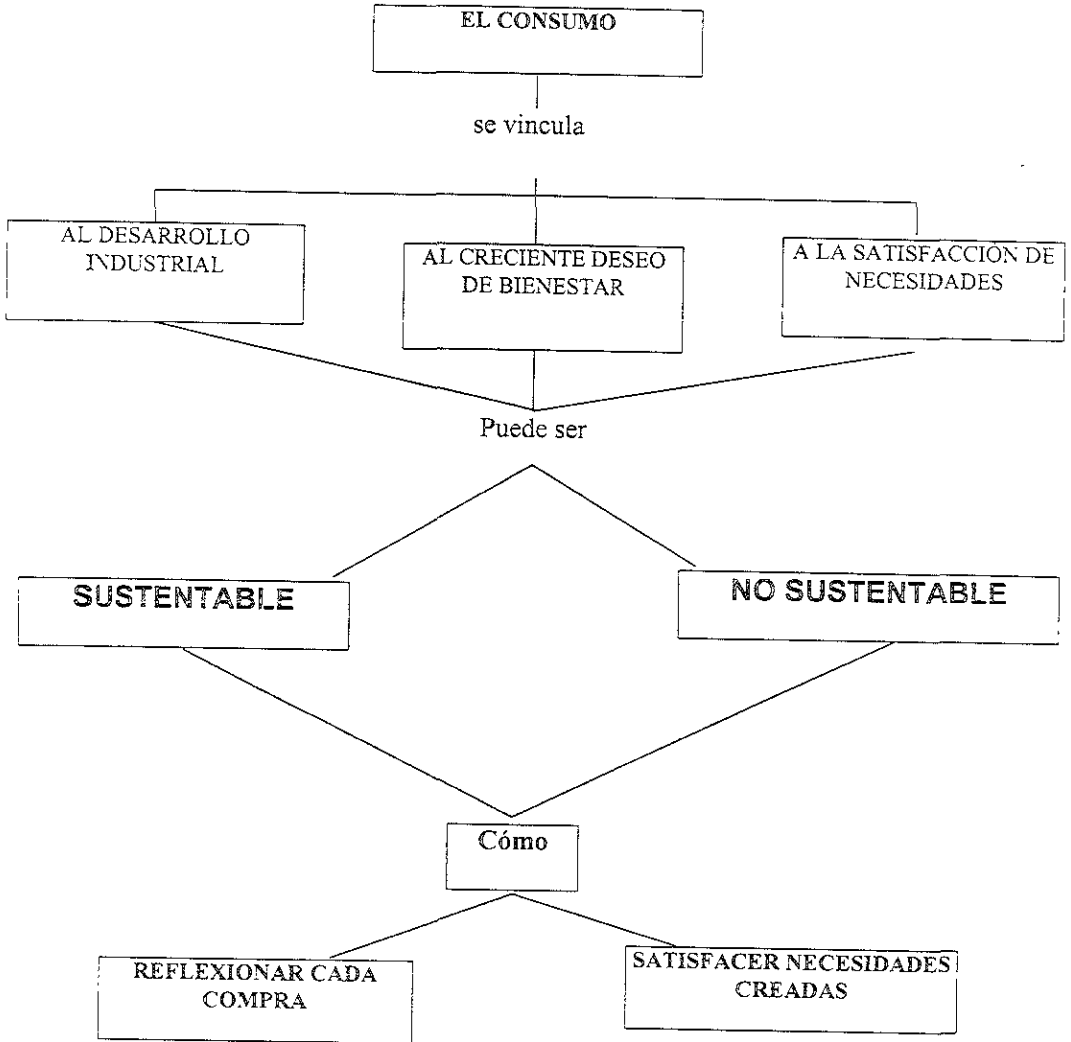 EL CONSUMO
se vincula
AL DESARROLLO
INDUSTRIAL
AL CRECIENTE DESEO
DE BIENESTAR
A LA SATISFACCIÓN DE
NECESIDADES
Puede ser
SUSTENTABLE
NO SUSTENTABLE
Cómo
REFLEXIONAR CADA
COMPRA
SATISFACER NECESIDADES
CREADAS